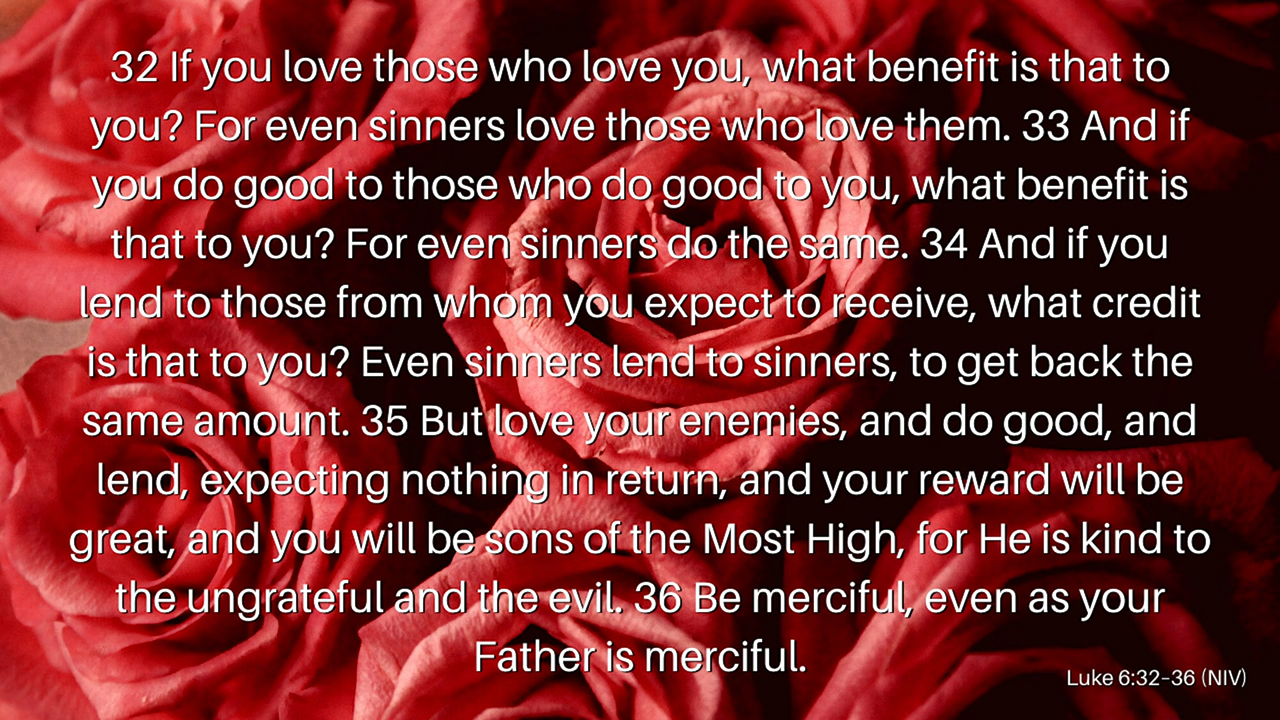 32 If you love those who love you, what benefit is that to
you? For even sinners love those who love them. 33 And if
you do good to those who do good to you, what benefit is
that to you? For even sinners do the same. 34 And if you
lend to those from whom you expect to receive, what credit
is that to you? Even sinners lend to sinners, to get back the
same amount. 35 But love your enemies, and do good, and
lend, expecting nothing in return, and your reward will be
great, and you will be sons of the Most High, for He is kind to
the ungrateful and the evil. 36 Be merciful, even as your
Father is merciful.
Luke 6:32-36 (NIV)